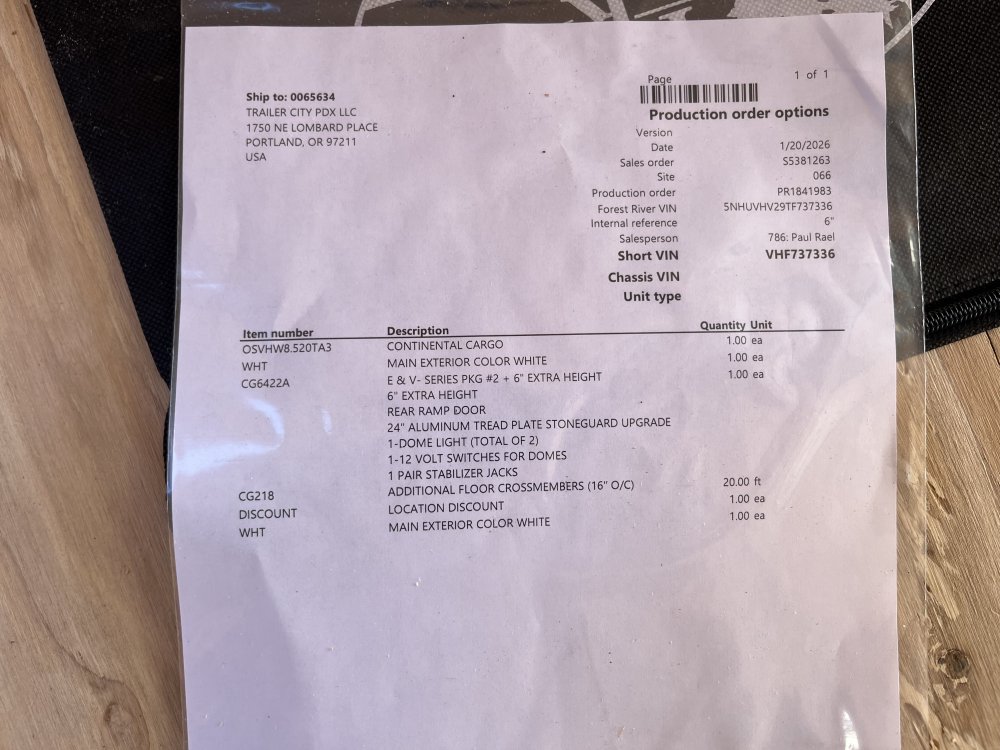 Page 1 of 1
Production order options
Ship to: 0065634
TRAILER CITY PDX LLC
1750 NE LOMBARD PLACE
PORTLAND, OR 97211
USA
Version
Date 1/20/2026
Sales order S5381263
Site 066
Production order PR1841983
Forest River VIN 5NHUVHV29TF737336
Internal reference 6"
Salesperson 786: Paul Rael
Short VIN VHF737336
Chassis VIN
Unit type
Item number Description Quantity Unit
OSVHW8.520TA3 CONTINENTAL CARGO 1.00 ea
WHT MAIN EXTERIOR COLOR WHITE 1.00 ea
CG6422A E & V- SERIES PKG #2 + 6" EXTRA HEIGHT 1.00 ea
6" EXTRA HEIGHT
REAR RAMP DOOR
24" ALUMINUM TREAD PLATE STONEGUARD UPGRADE
1-DOME LIGHT (TOTAL OF 2)
1-12 VOLT SWITCHES FOR DOMES
1 PAIR STABILIZER JACKS
CG218 ADDITIONAL FLOOR CROSSMEMBERS (16" O/C) 20.00 ft
DISCOUNT LOCATION DISCOUNT 1.00 ea
WHT MAIN EXTERIOR COLOR WHITE 1.00 ea